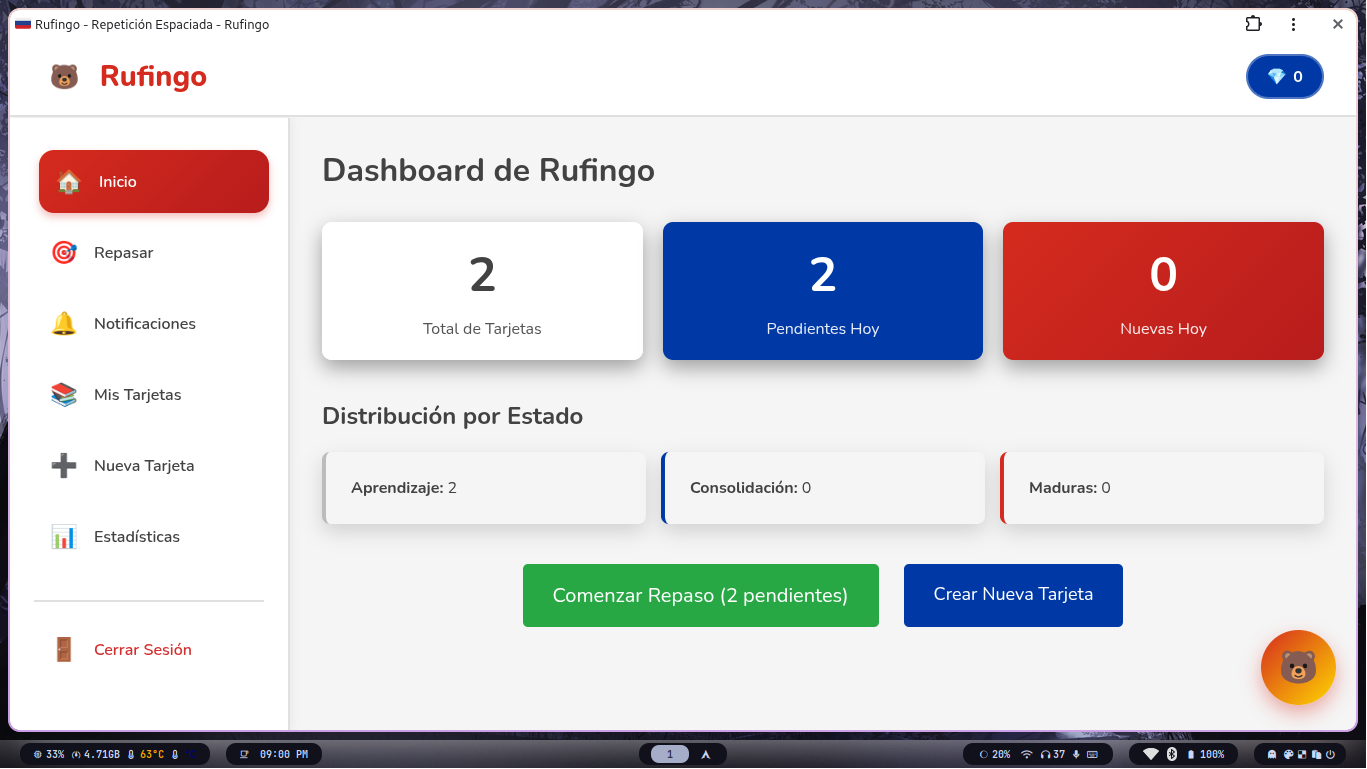 Rufingo - Repetición Espaciada - Rufingo
Rufingo
0
Inicio
Repasar
Notificaciones
Mis Tarjetas
Nueva Tarjeta
Estadísticas
Cerrar Sesión
Dashboard de Rufingo
2
Total de Tarjetas
2
Pendientes Hoy
0
Nuevas Hoy
Distribución por Estado
Aprendizaje: 2
Consolidación: 0
Maduras: 0
Comenzar Repaso (2 pendientes)
Crear Nueva Tarjeta
33% 4.71GB 63°C
09:00 PM
1
20% 37
100%